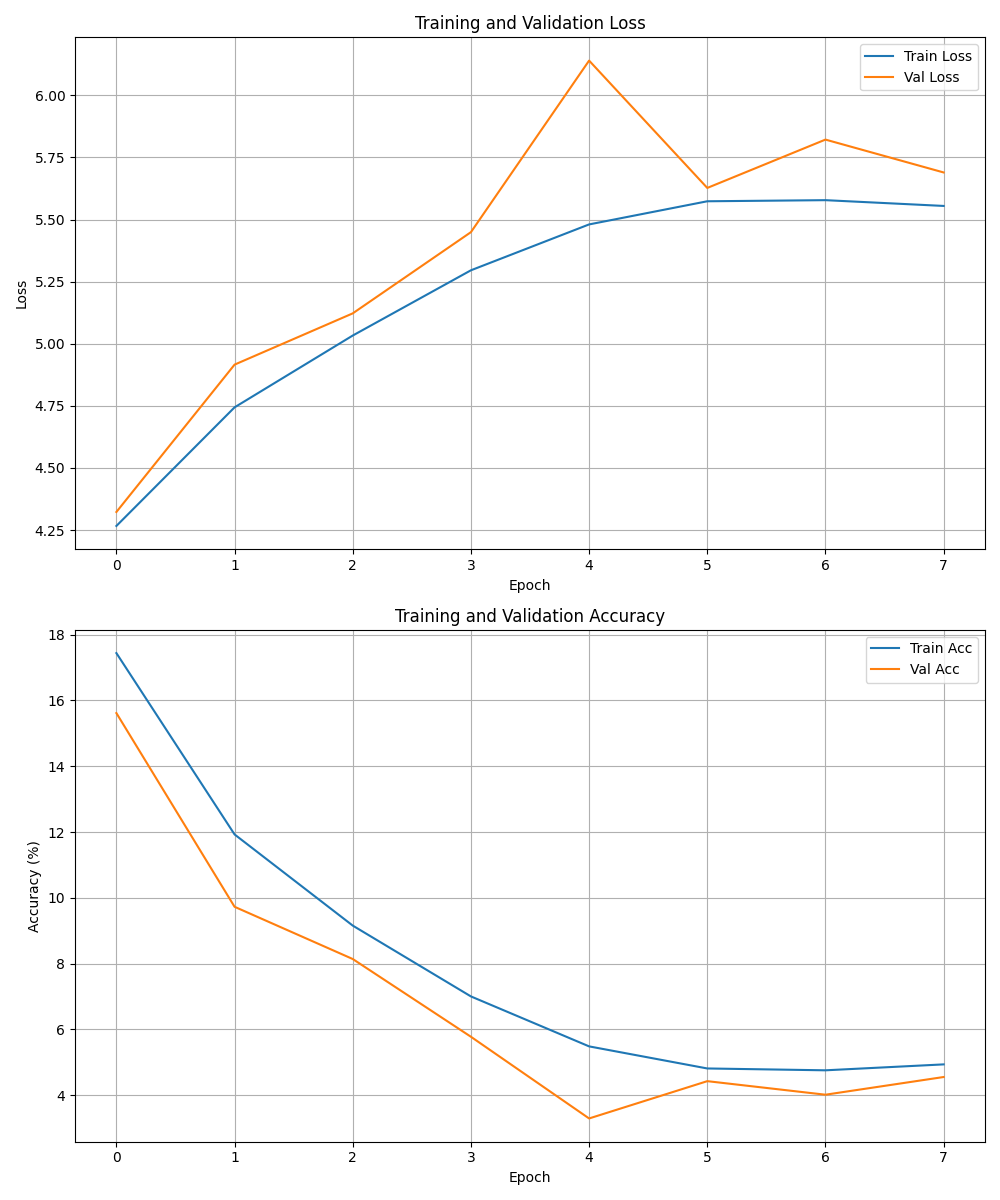 Training and Validation Loss
Train Loss
Val Loss
6.00
5.75
5.50
5.25
5.00
4.75
4.50
4.25
Loss
0 1 2 3 4 5 6 7
Epoch
Training and Validation Accuracy
Train Acc
Val Acc
18
16
14
12
10
8
6
4
Accuracy (%)
0 1 2 3 4 5 6 7
Epoch